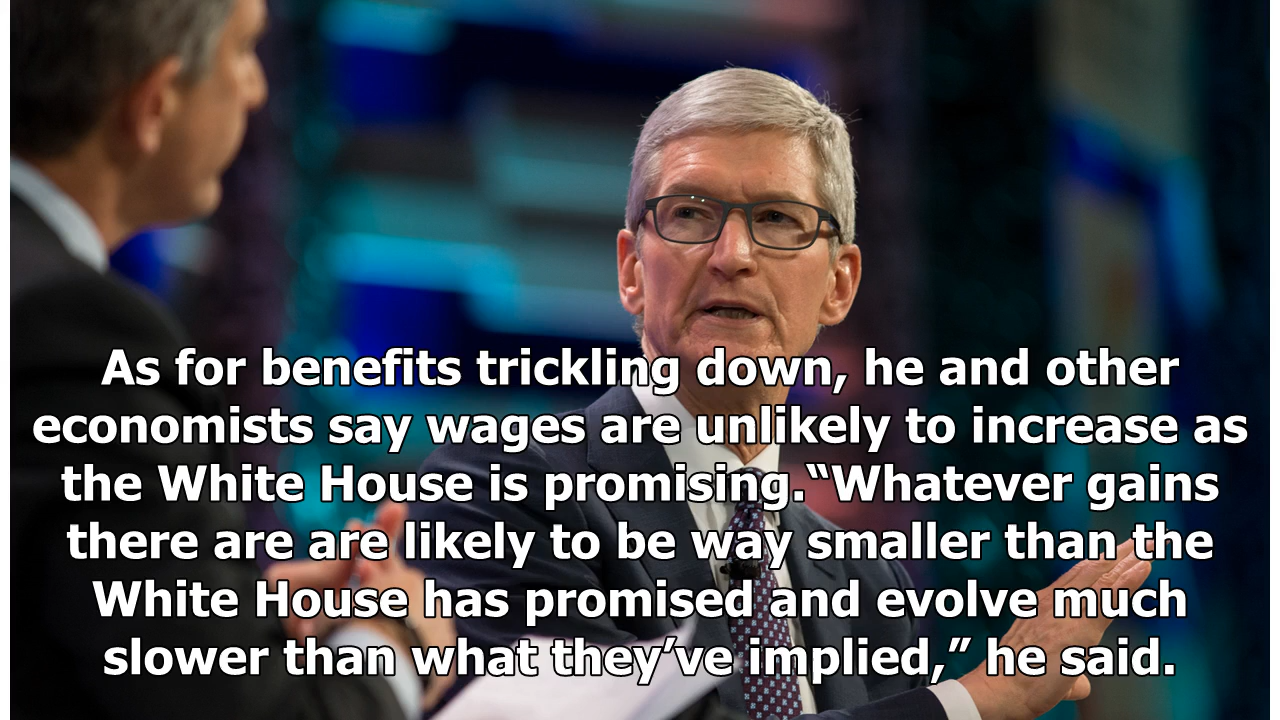 As for benefits trickling down, he and other
economists say wages are unlikely to increase as
the White House is promising.“Whatever gains
there are are likely to be way smaller than the
White House has promised and evolve much
slower than what they’ve implied,” he said.